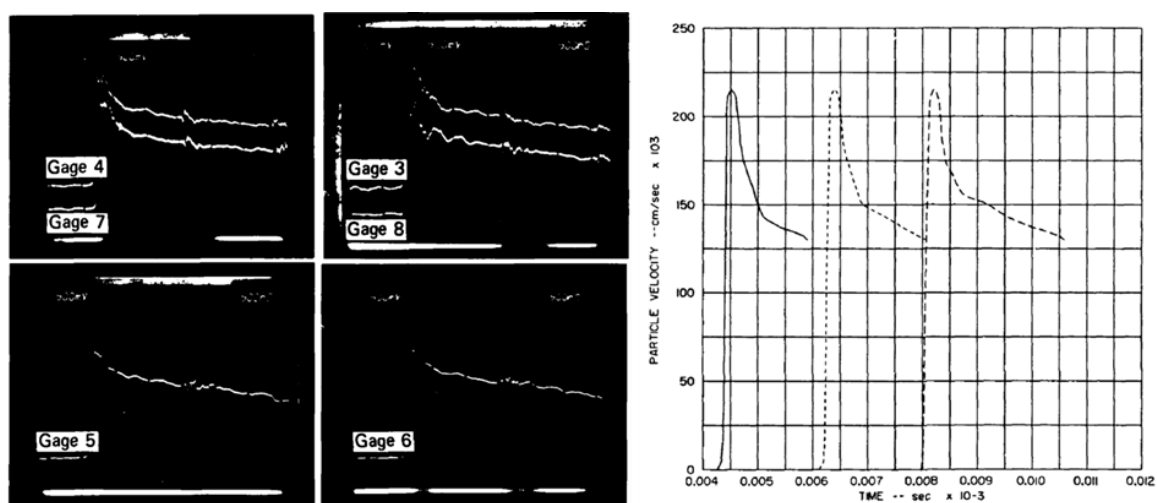 Gage 4
Gage 7
Gage 3
Gage 8
500mV
Gage 5
500mV
Gage 6
250
200
150
100
50
0
PARTICLE VELOCITY -- cm/sec x 103
0.004 0.005 0.006 0.007 0.008 0.009 0.010 0.011 0.012
TIME -- sec x 10-3